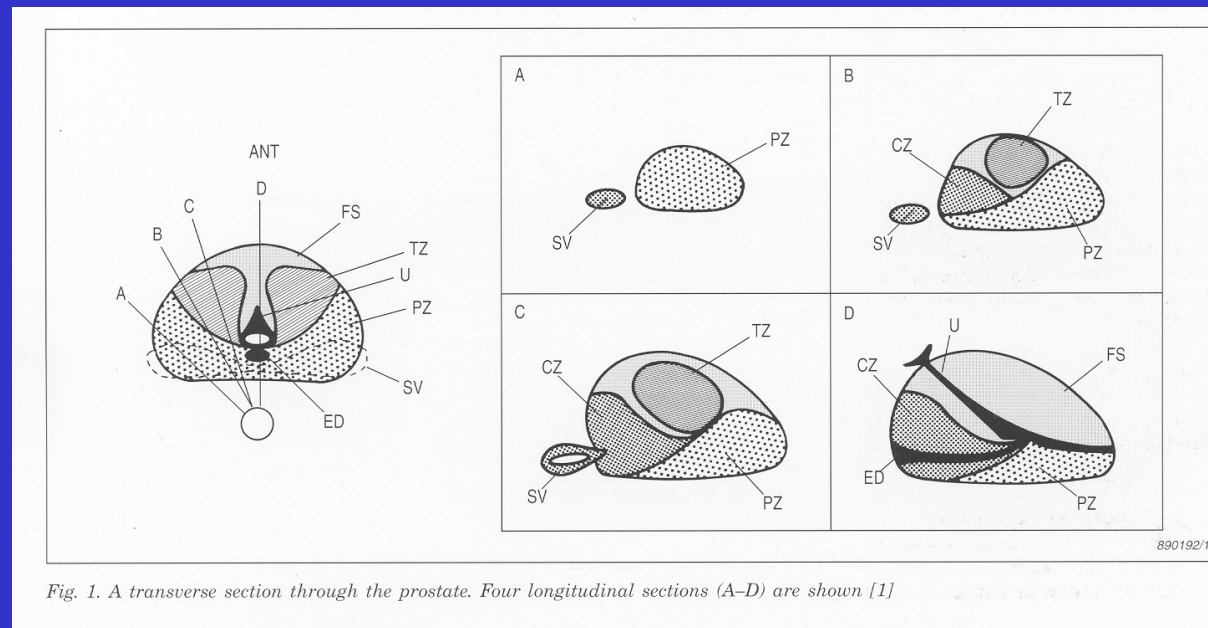 ANT
D
C
FS
B
TZ
U
A
PZ
SV
ED
A
PZ
SV
B
TZ
CZ
SV
PZ
C
TZ
CZ
SV
PZ
D
U
FS
CZ
ED
PZ
890192/1
Fig. 1. A transverse section through the prostate. Four longitudinal sections (A–D) are shown [1]